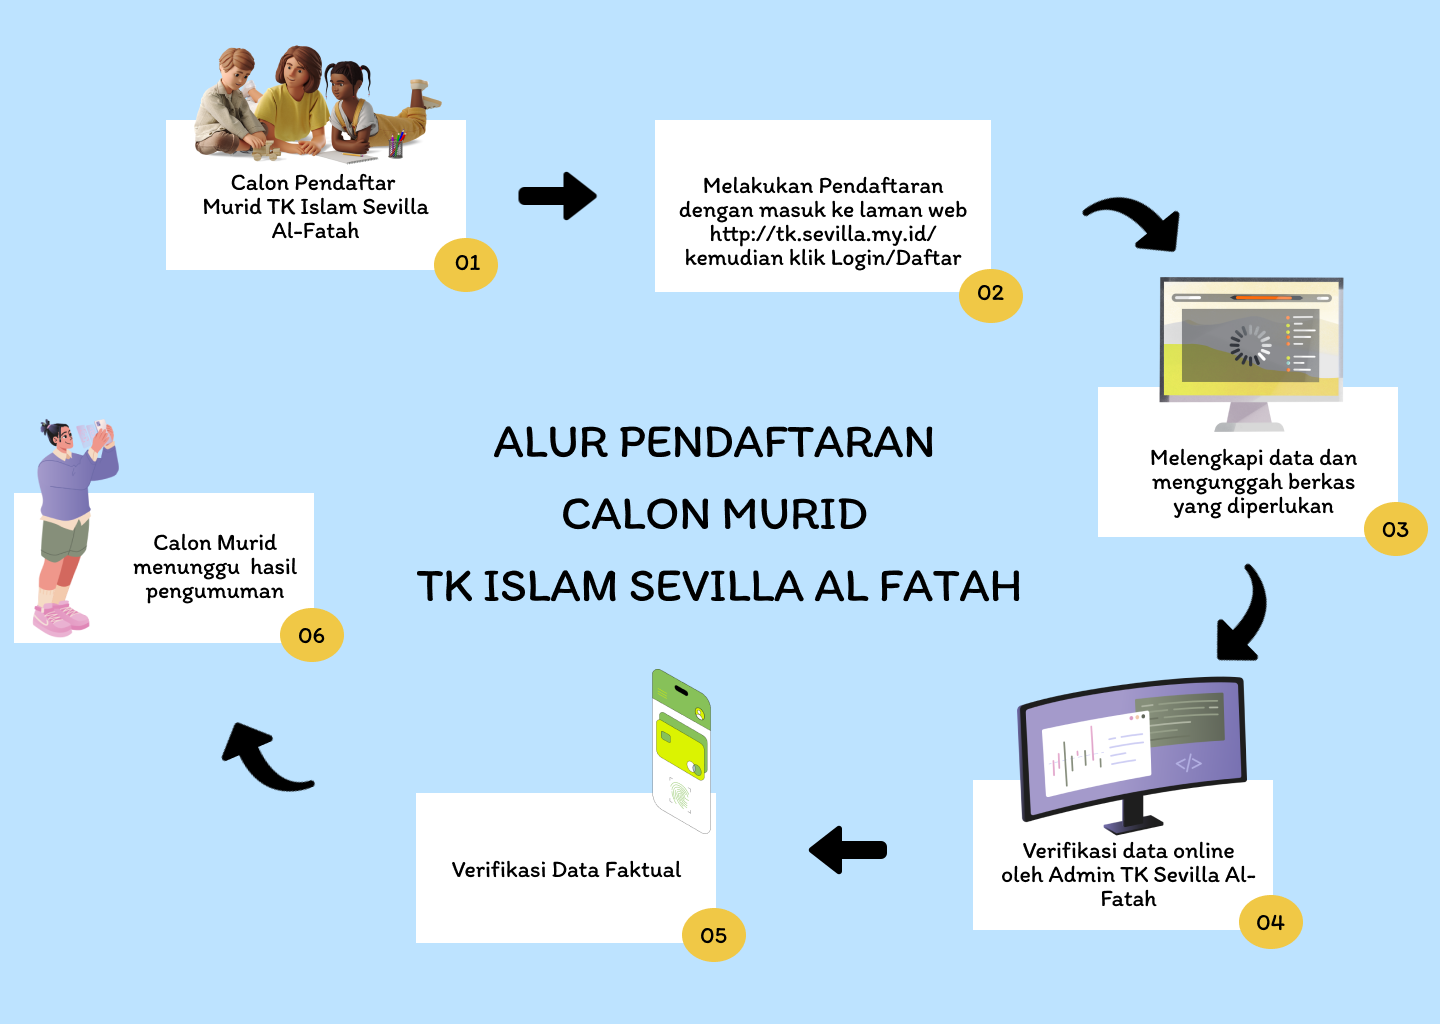 Calon Pendaftar
Murid TK Islam Sevilla
Al-Fatah
01
Melakukan Pendaftaran
dengan masuk ke laman web
http://tk.sevilla.my.id/
kemudian klik Login/Daftar
02
Melengkapi data dan
mengunggah berkas
yang diperlukan
03
ALUR PENDAFTARAN
CALON MURID
TK ISLAM SEVILLA AL FATAH
</>
Verifikasi data online
oleh Admin TK Sevilla Al-
Fatah
04
Verifikasi Data Faktual
05
Calon Murid
menunggu  hasil
pengumuman
06